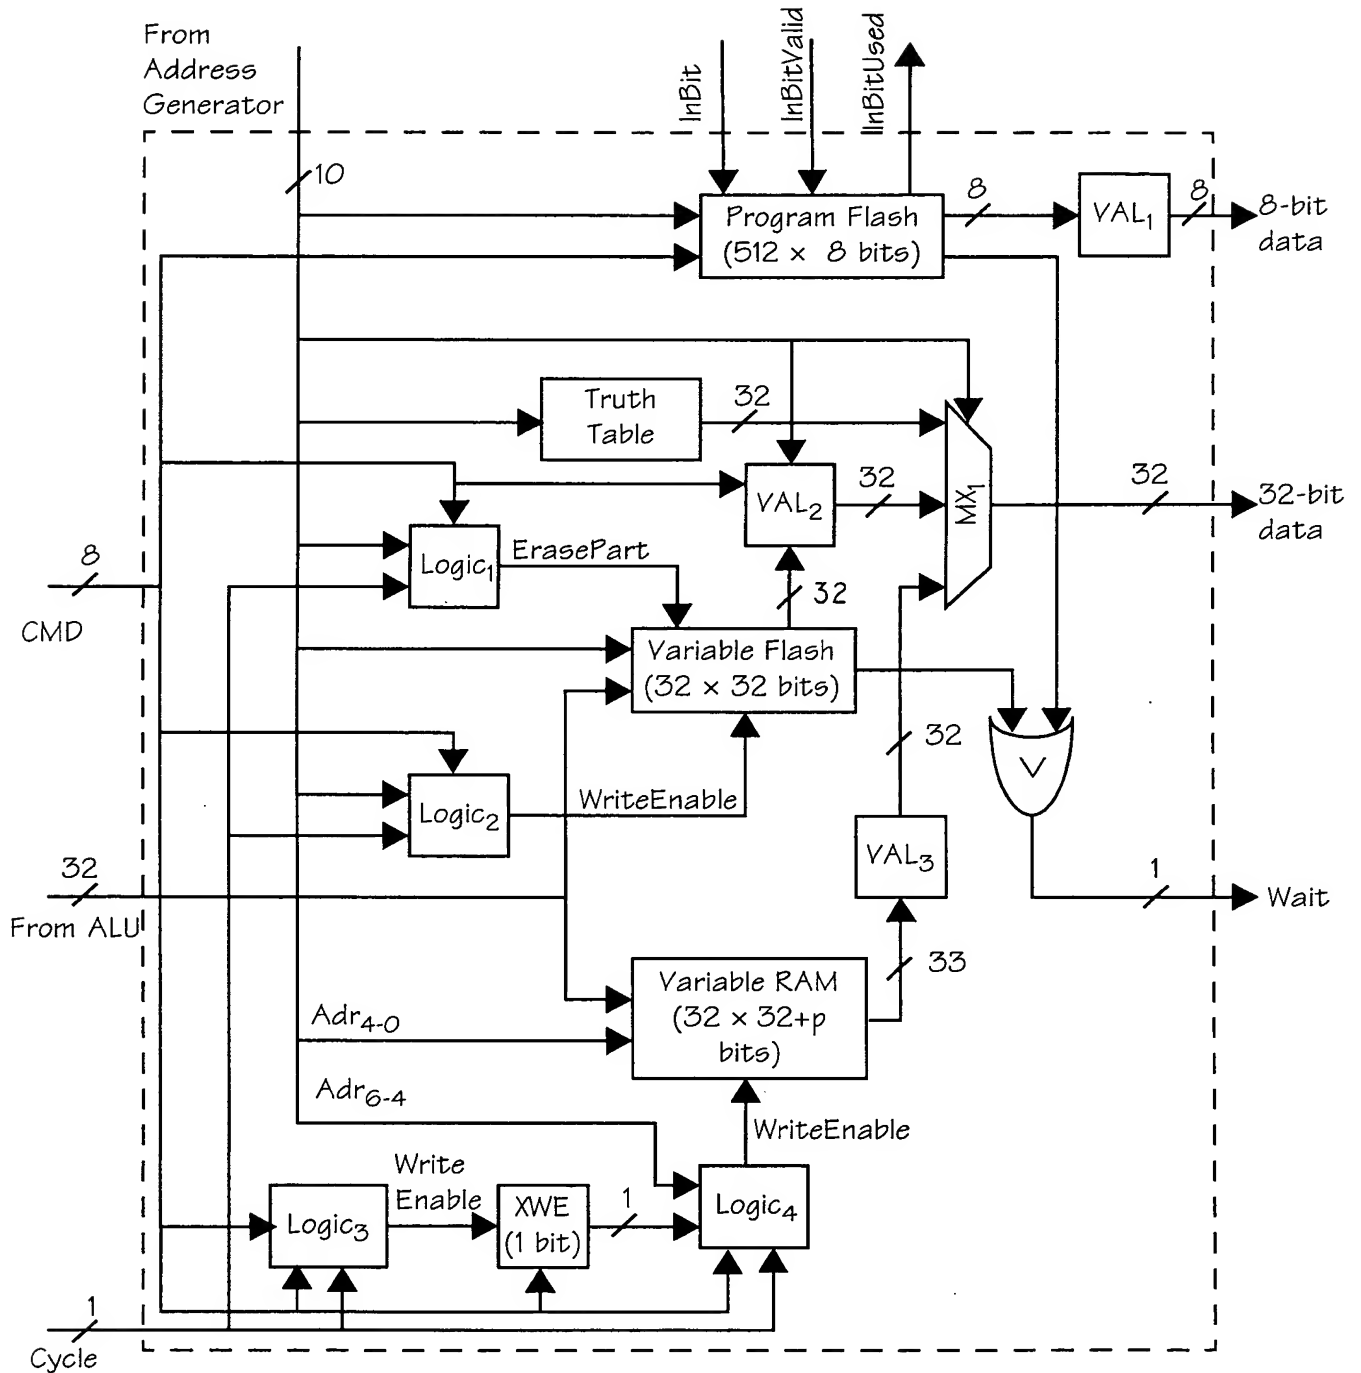 From
Address
Generator
InBit
InBitValid
InBitUsed
10
Program Flash
(512 x 8 bits)
8
VAL1
8
8-bit
data
Truth
Table
32
32
VAL2
MX1
32
32-bit
data
8
CMD
Logic1
ErasePart
32
Variable Flash
(32 x 32 bits)
32
V
Logic2
WriteEnable
VAL3
32
From ALU
1
Wait
33
Variable RAM
(32 x 32+p
bits)
Adr4-0
Adr6-4
WriteEnable
Write
Enable
Logic3
XWE
(1 bit)
1
Logic4
1
Cycle